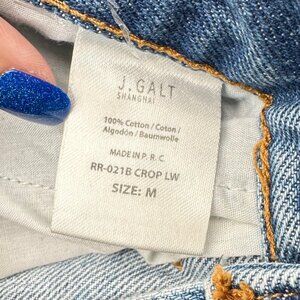 J. GALT
SHANGHAI
100% Cotton / Coton /
Algodón / Baumwolle
MADE IN P. R. C.
RR-021B CROP LW
SIZE: M